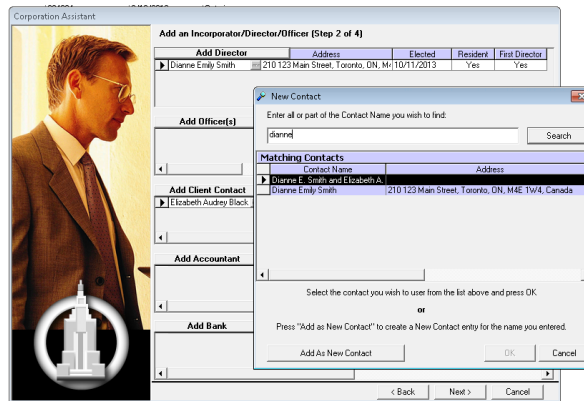 Corporation Assistant
Add an Incorporator/Director/Officer (Step 2 of 4)
Add Director Address Elected Resident First Director
Dianne Emily Smith 210 123 Main Street, Toronto, ON, M4 10/11/2013 Yes Yes
New Contact
Enter all or part of the Contact Name you wish to find:
dianne
Search
Matching Contacts
Contact Name Address
Dianne E. Smith and Elizabeth A.
Dianne Emily Smith 210 123 Main Street, Toronto, ON, M4E 1W4, Canada
Select the contact you wish to user from the list above and press OK
or
Press "Add as New Contact" to create a New Contact entry for the name you entered.
Add As New Contact OK Cancel
Add Officer(s)
Add Client Contact
Elizabeth Audrey Black
Add Accountant
Add Bank
< Back Next > Cancel